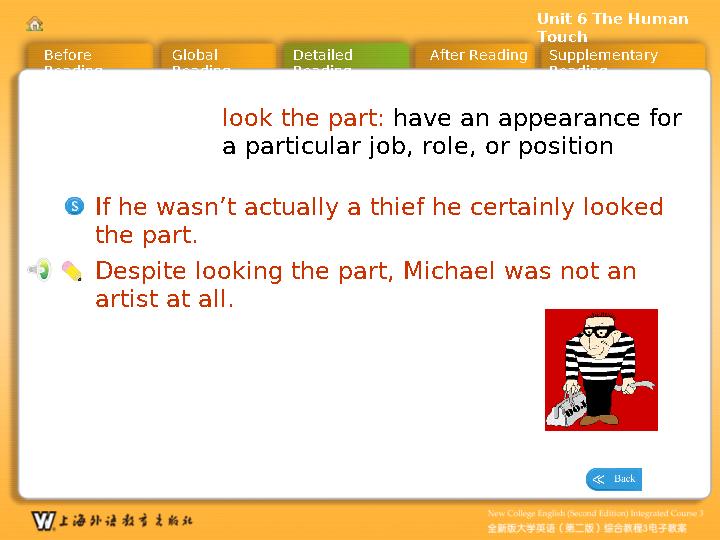 Unit 6 The Human
Touch
Before
Reading
Global
Reading
Detailed
Reading
After Reading
Supplementary
Reading
look the part: have an appearance for
a particular job, role, or position
S
If he wasn’t actually a thief he certainly looked
the part.
Despite looking the part, Michael was not an
artist at all.
DOJ
≪ Back
W 上海外语教育出版社
New College English (Second Edition) Integrated Course 3
全新版大学英语（第二版）综合教程3电子教案